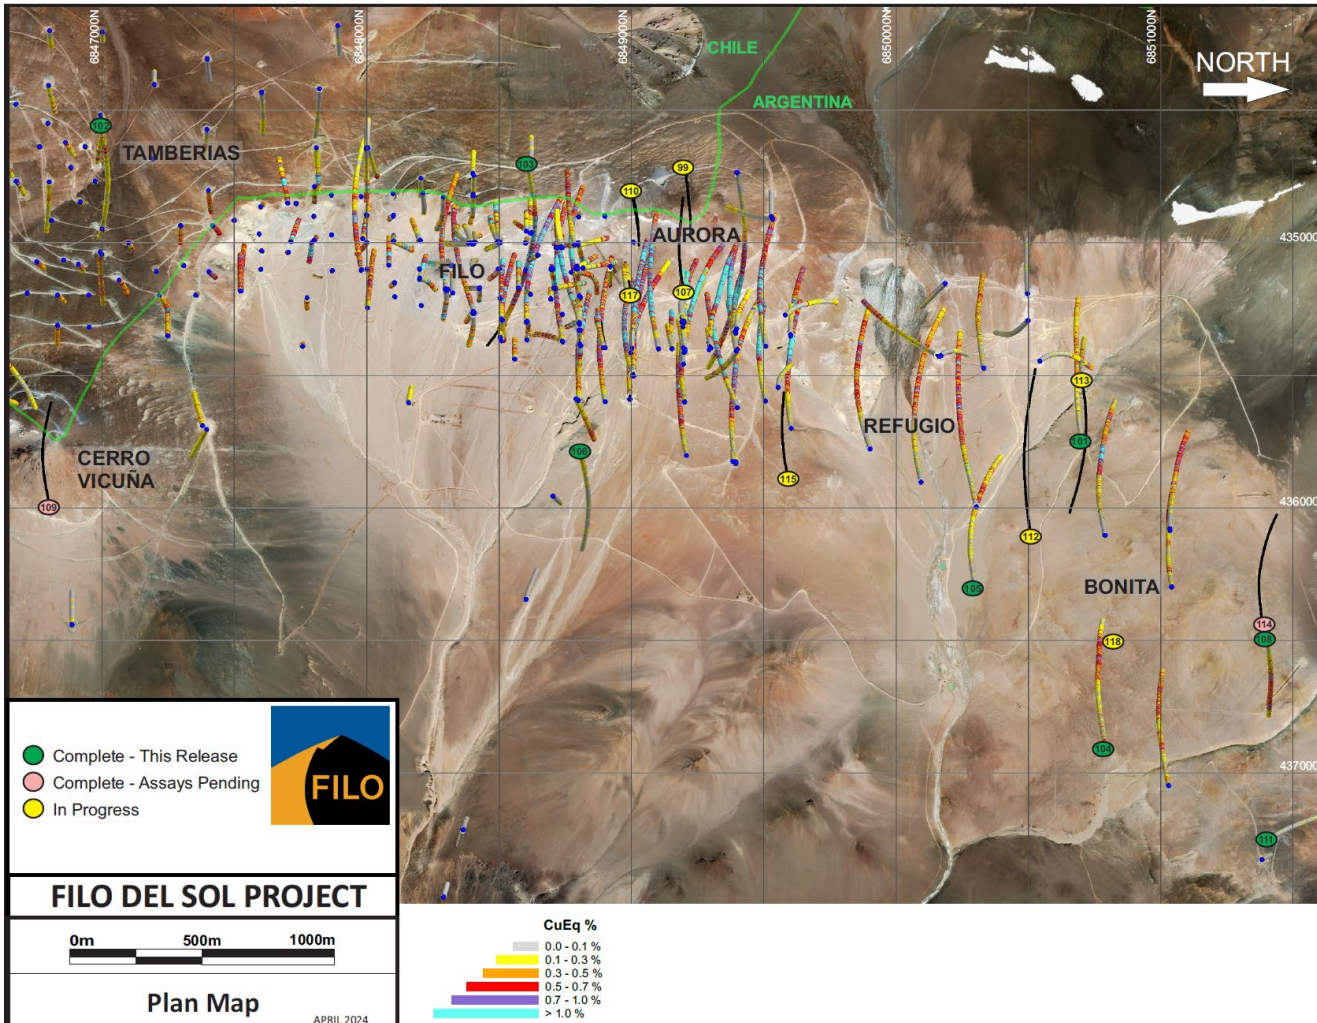 6847000N
6848000N
6849000N
6850000N
6851000N
CHILE
ARGENTINA
NORTH
102
TAMBERIAS
103
99
110
AURORA
435000
FILO
117
107
113
REFUGIO
101
106
CERRO
VICUÑA
115
109
436000
112
105
BONITA
114
108
118
104
437000
111
Complete - This Release
Complete - Assays Pending
In Progress
FILO
FILO DEL SOL PROJECT
0m 500m 1000m
Plan Map
APRIL 2024
CuEq %
0.0 - 0.1 %
0.1 - 0.3 %
0.3 - 0.5 %
0.5 - 0.7 %
0.7 - 1.0 %
> 1.0 %